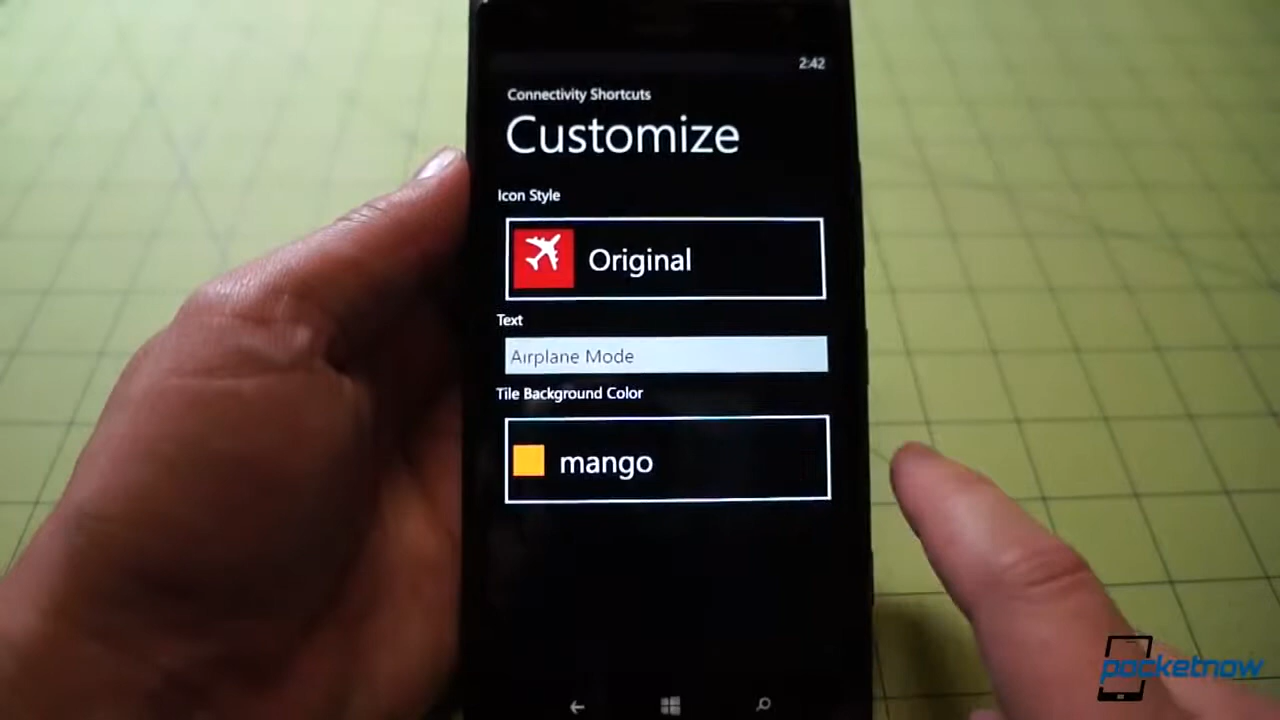 2:42
Connectivity Shortcuts
Customize
Icon Style
Original
Text
Airplane Mode
Tile Background Color
mango
pocketnow